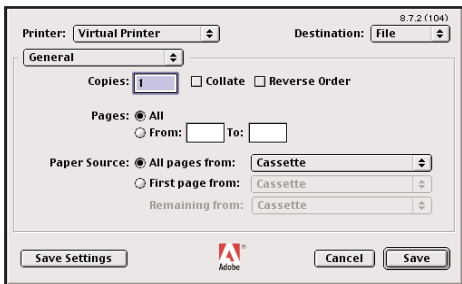 8.7.2 (104)
Printer: Virtual Printer Destination: File
General
Copies: 1 Collate Reverse Order
Pages: All
From: To:
Paper Source: All pages from: Cassette
First page from: Cassette
Remaining from: Cassette
Save Settings Adobe® Cancel Save